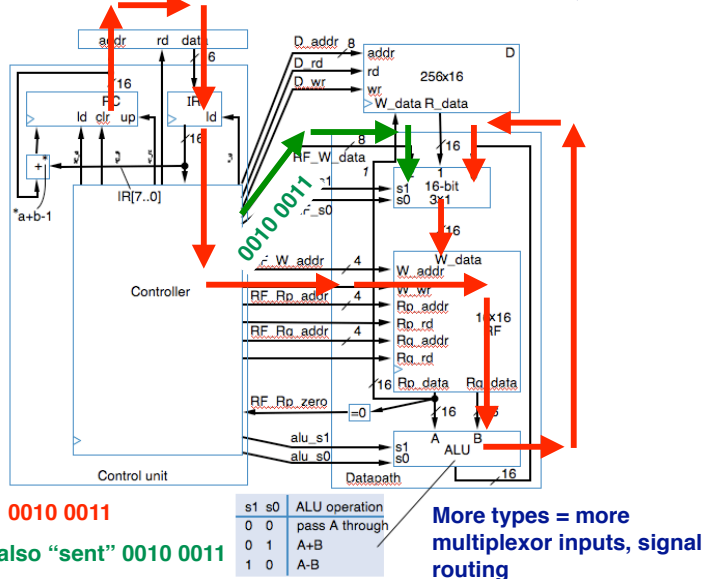 addr rd data
16
D_addr 8
D_rd
D_wr
addr
rd
wr
W_data R_data
D
256x16
16
PC
ld clr up
IR
ld
16
+
*
*a+b-1
IR[7..0]
RF_W_data
8
1
1
16
s1
s0
16-bit
3x1
16
0010 0011
Controller
W_addr 4
RF_Rp_addr 4
RF_Rq_addr 4
W_data
W_addr
W_wr
Rp_addr
Rp_rd
Rq_addr
Rq_rd
Rp_data Rq_data
16
16
RF_Rp_zero
=0
alu_s1
alu_s0
s1
s0
A B
ALU
16
Control unit
Datapath
0010 0011
also “sent” 0010 0011
s1 s0 ALU operation
0 0 pass A through
0 1 A+B
1 0 A-B
More types = more
multiplexor inputs, signal
routing